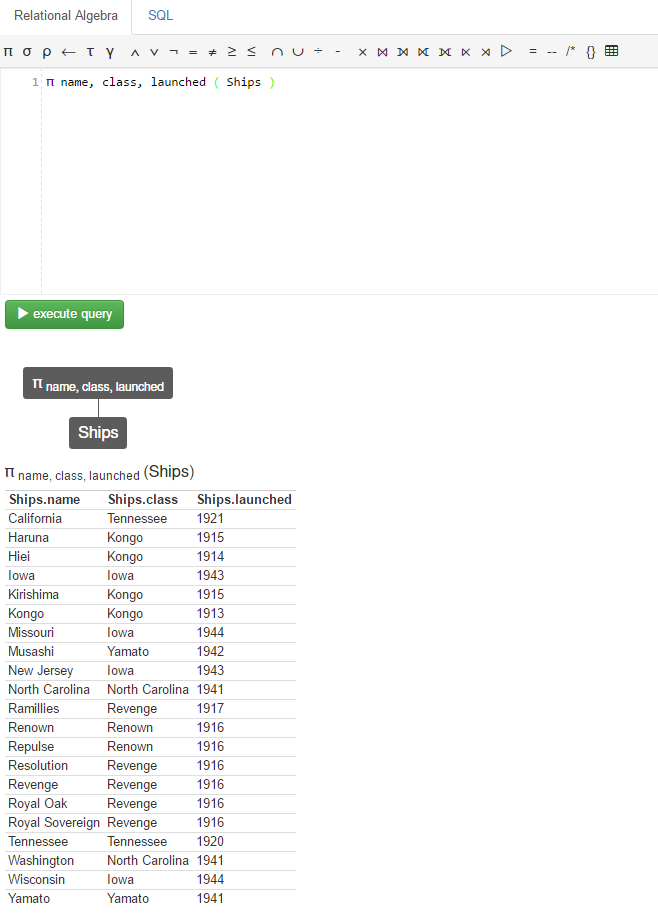 Relational Algebra SQL
π σ ρ ← τ γ ∧ ∨ ¬ = ≠ ≥ ≤ ∩ ∪ ÷ - × ⋈ ⟕ ⟖ ⟗ ⋉ ⋊ ▷ = -- /* {}
1 π name, class, launched ( Ships )
execute query
π name, class, launched
Ships
π name, class, launched (Ships)
Ships.name Ships.class Ships.launched
California Tennessee 1921
Haruna Kongo 1915
Hiei Kongo 1914
Iowa Iowa 1943
Kirishima Kongo 1915
Kongo Kongo 1913
Missouri Iowa 1944
Musashi Yamato 1942
New Jersey Iowa 1943
North Carolina North Carolina 1941
Ramillies Revenge 1917
Renown Renown 1916
Repulse Renown 1916
Resolution Revenge 1916
Revenge Revenge 1916
Royal Oak Revenge 1916
Royal Sovereign Revenge 1916
Tennessee Tennessee 1920
Washington North Carolina 1941
Wisconsin Iowa 1944
Yamato Yamato 1941